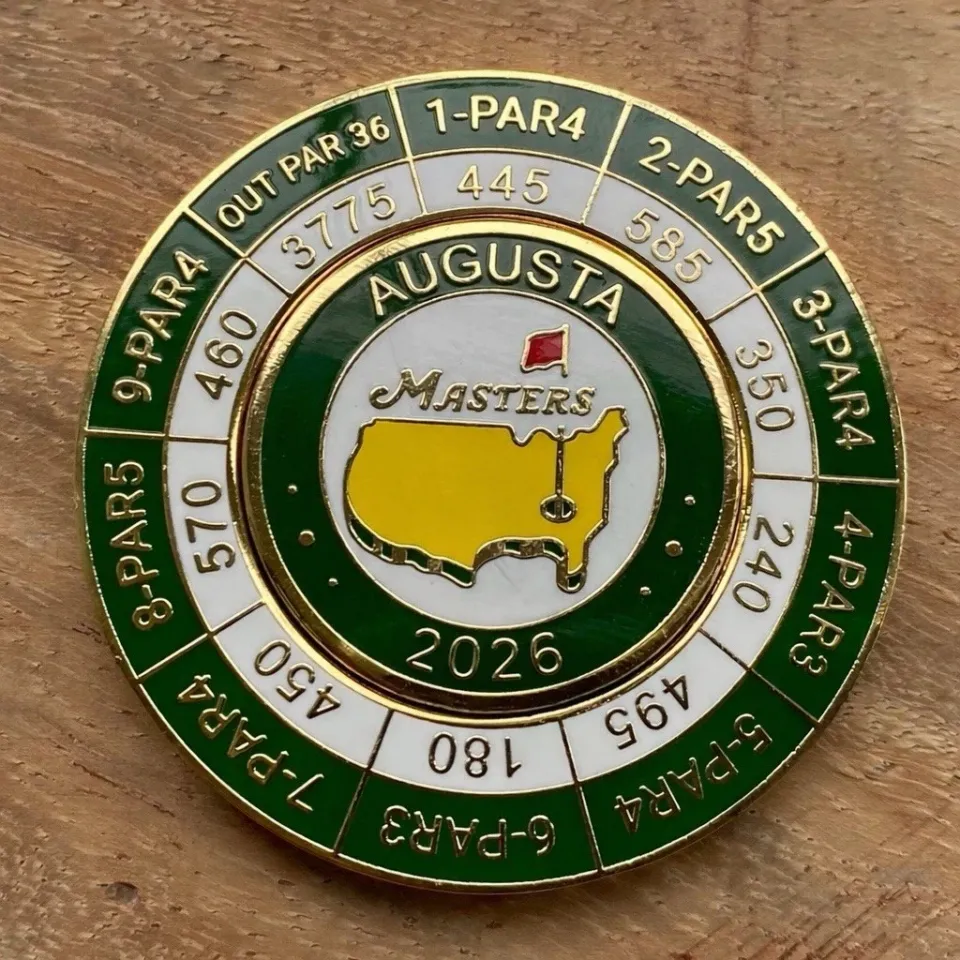 AUGUSTA
MASTERS
2026
1-PAR4
445
2-PAR5
585
3-PAR4
350
4-PAR3
240
5-PAR4
495
6-PAR3
180
7-PAR4
450
8-PAR5
570
9-PAR4
460
OUT PAR 36
3775